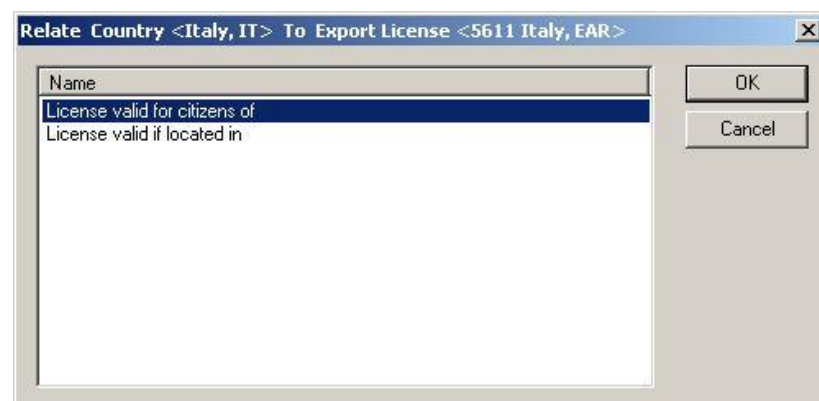 Relate Country <Italy, IT> To Export License <5611 Italy, EAR>
Name
License valid for citizens of
License valid if located in
OK
Cancel